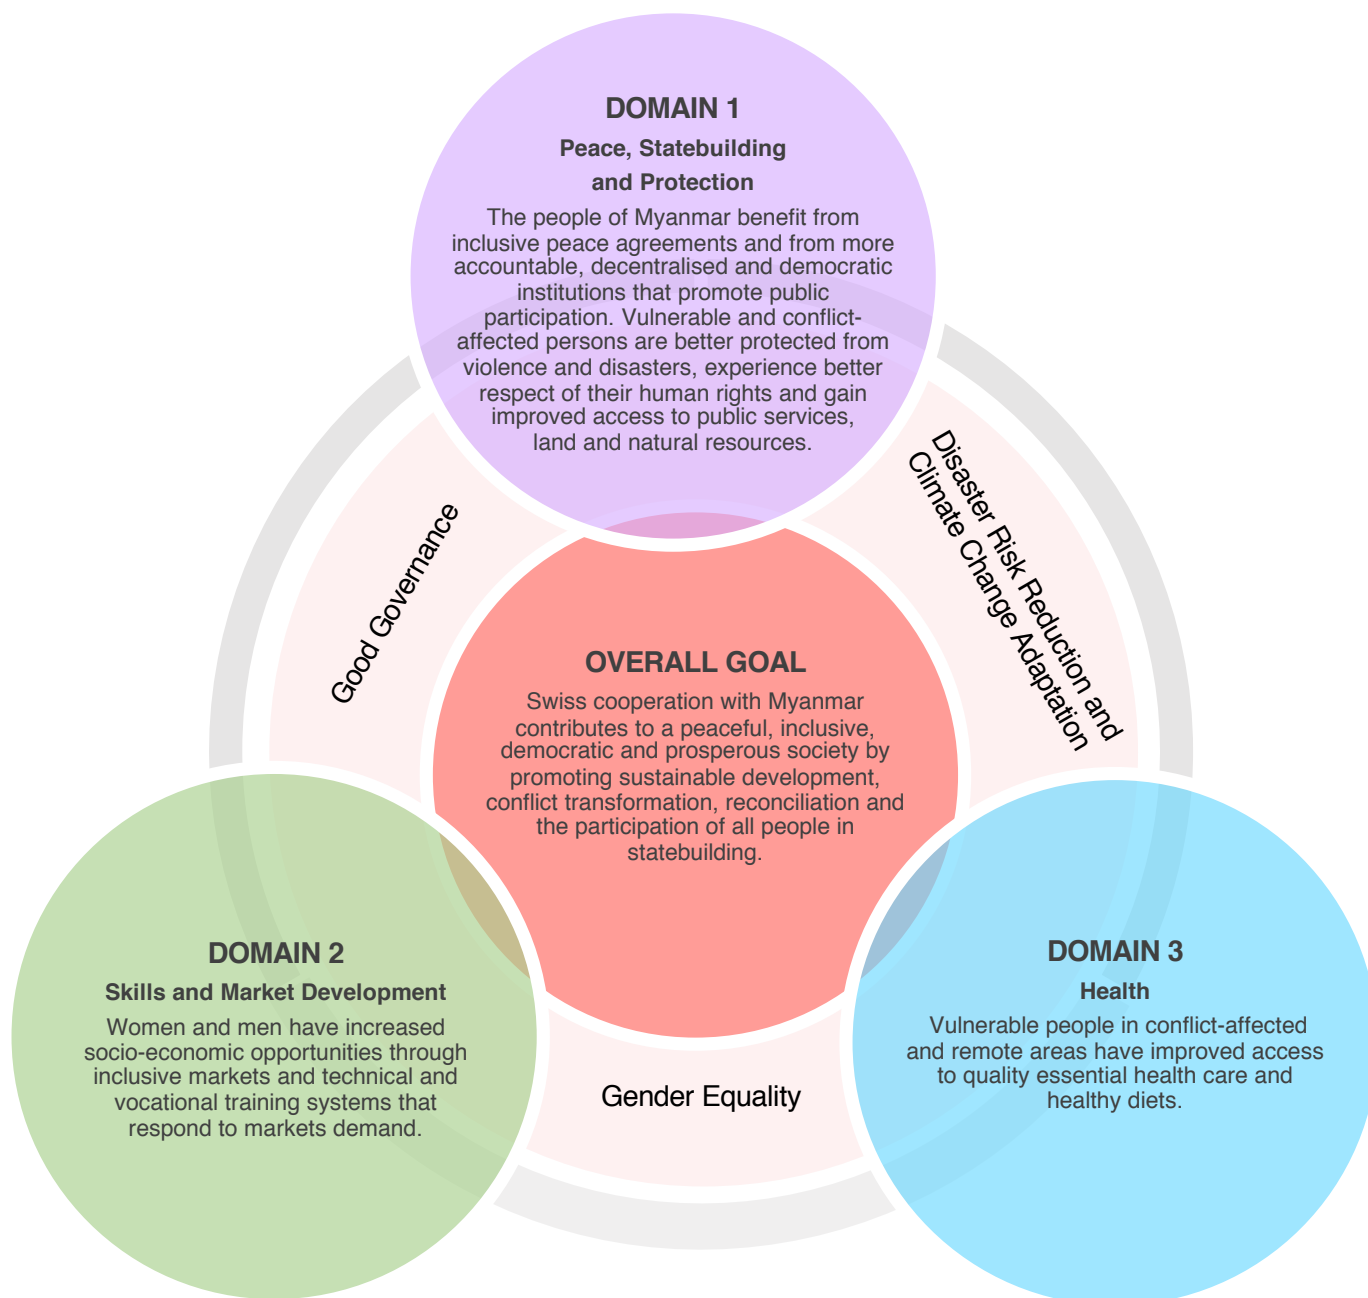 DOMAIN 1
Peace, Statebuilding
and Protection
The people of Myanmar benefit from
inclusive peace agreements and from more
accountable, decentralised and democratic
institutions that promote public
participation. Vulnerable and conflict-
affected persons are better protected from
violence and disasters, experience better
respect of their human rights and gain
improved access to public services,
land and natural resources.
Good Governance
Disaster Risk Reduction and
Climate Change Adaptation
OVERALL GOAL
Swiss cooperation with Myanmar
contributes to a peaceful, inclusive,
democratic and prosperous society by
promoting sustainable development,
conflict transformation, reconciliation and
the participation of all people in
statebuilding.
DOMAIN 2
Skills and Market Development
Women and men have increased
socio-economic opportunities through
inclusive markets and technical and
vocational training systems that
respond to markets demand.
Gender Equality
DOMAIN 3
Health
Vulnerable people in conflict-affected
and remote areas have improved access
to quality essential health care and
healthy diets.